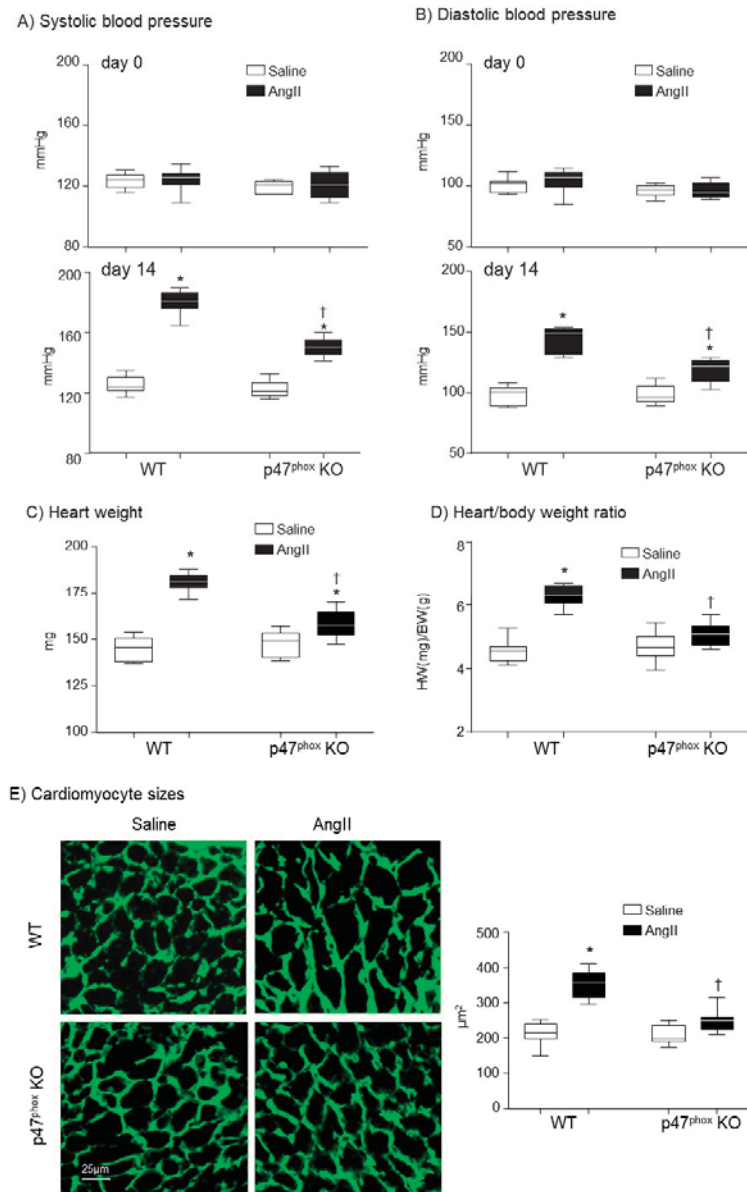 A) Systolic blood pressure
day 0
Saline
AngII
200
160
120
80
mmHg
day 14
*
†
*
200
160
120
80
mmHg
WT
p47phox KO
B) Diastolic blood pressure
day 0
Saline
AngII
200
150
100
50
mmHg
day 14
*
†
*
200
150
100
50
mmHg
WT
p47phox KO
C) Heart weight
Saline
AngII
*
†
*
200
175
150
125
100
mg
WT
p47phox KO
D) Heart/body weight ratio
Saline
AngII
*
†
8
6
4
2
HW(mg)/BW(g)
WT
p47phox KO
E) Cardiomyocyte sizes
Saline
AngII
WT
p47phox KO
25µm
Saline
AngII
*
†
500
400
300
200
100
0
µm²
WT
p47phox KO